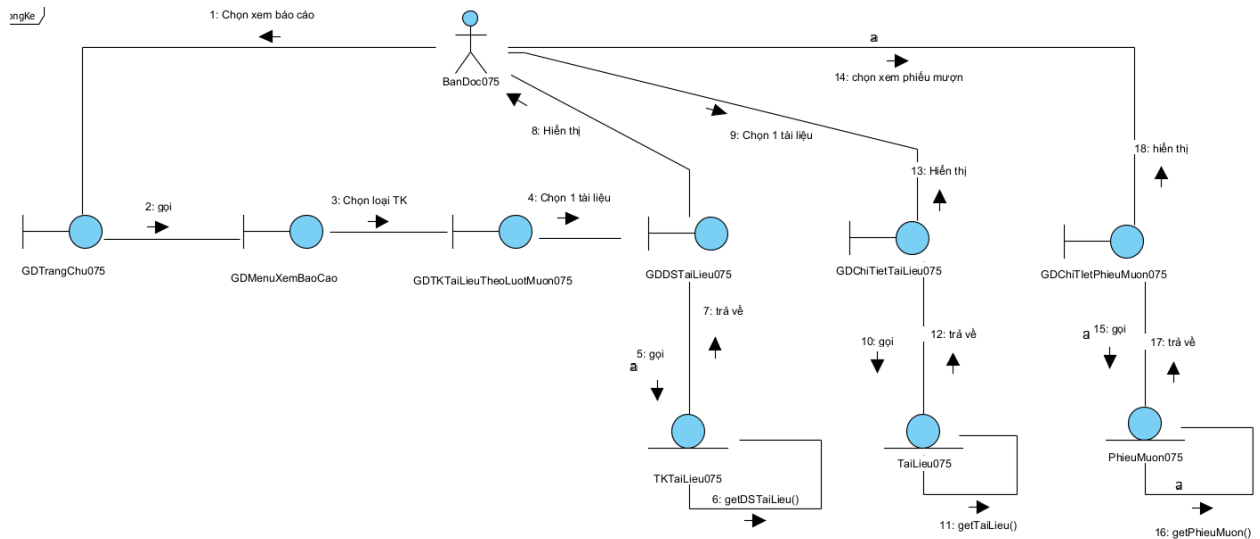 ongKe
1: Chọn xem báo cáo
BanDoc075
a
14: chọn xem phiếu mượn
8: Hiển thị
9: Chọn 1 tài liệu
18: hiển thị
13: Hiển thị
2: gọi
3: Chọn loại TK
4: Chọn 1 tài liệu
GDTrangChu075
GDMenuXemBaoCao
GDTKTaiLieuTheoLuotMuon075
GDDSTaiLieu075
GDChiTietTaiLieu075
GDChiTIetPhieuMuon075
7: trả về
5: gọi
10: gọi
12: trả về
a
15: gọi
17: trả về
TKTaiLieu075
TaiLieu075
PhieuMuon075
6: getDSTaiLieu()
11: getTaiLieu()
a
16: getPhieuMuon()